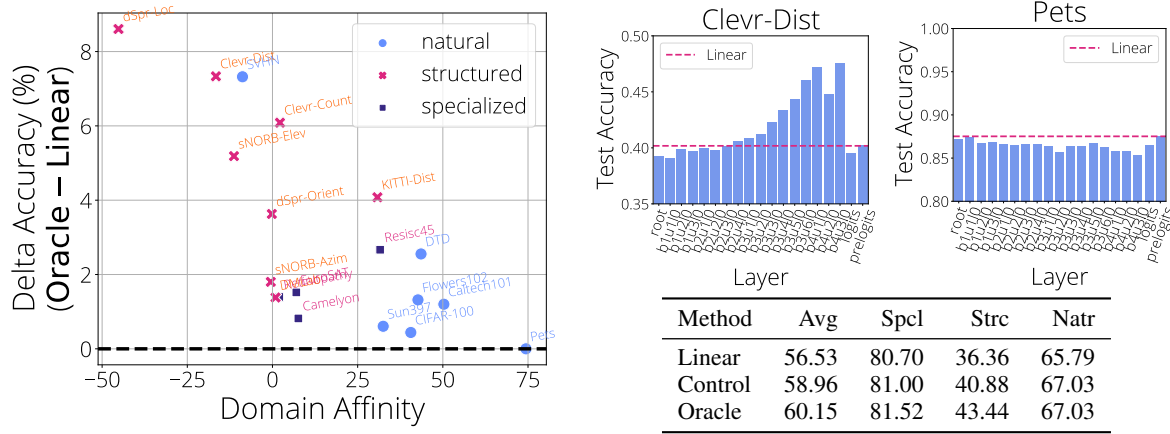 Delta Accuracy (%)
(Oracle − Linear)
8
6
4
2
0
−50
−25
0
25
50
75
Domain Affinity
natural
structured
specialized
dSpr-Loc
Clevr-Dist
SVHN
Clevr-Count
sNORB-Elev
KITTI-Dist
dSpr-Orient
Resisc45
DTD
sNORB-Azim
Camelyon
Flowers102
Caltech101
Sun397
CIFAR-100
Pets
Clevr-Dist
Test Accuracy
0.50
0.45
0.40
0.35
Linear
root
b1u1j0
b1u2j0
logits
prelogits
Layer
Pets
Test Accuracy
1.00
0.95
0.90
0.85
0.80
Linear
root
b1u1j0
b1u2j0
logits
prelogits
Layer
Method Avg Spcl Strc Natr
Linear 56.53 80.70 36.36 65.79
Control 58.96 81.00 40.88 67.03
Oracle 60.15 81.52 43.44 67.03